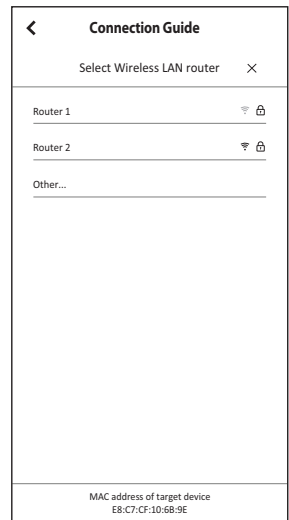 Connection Guide
Select Wireless LAN router
Router 1
Router 2
Other...
MAC address of target device
E8:C7:CF:10:6B:9E